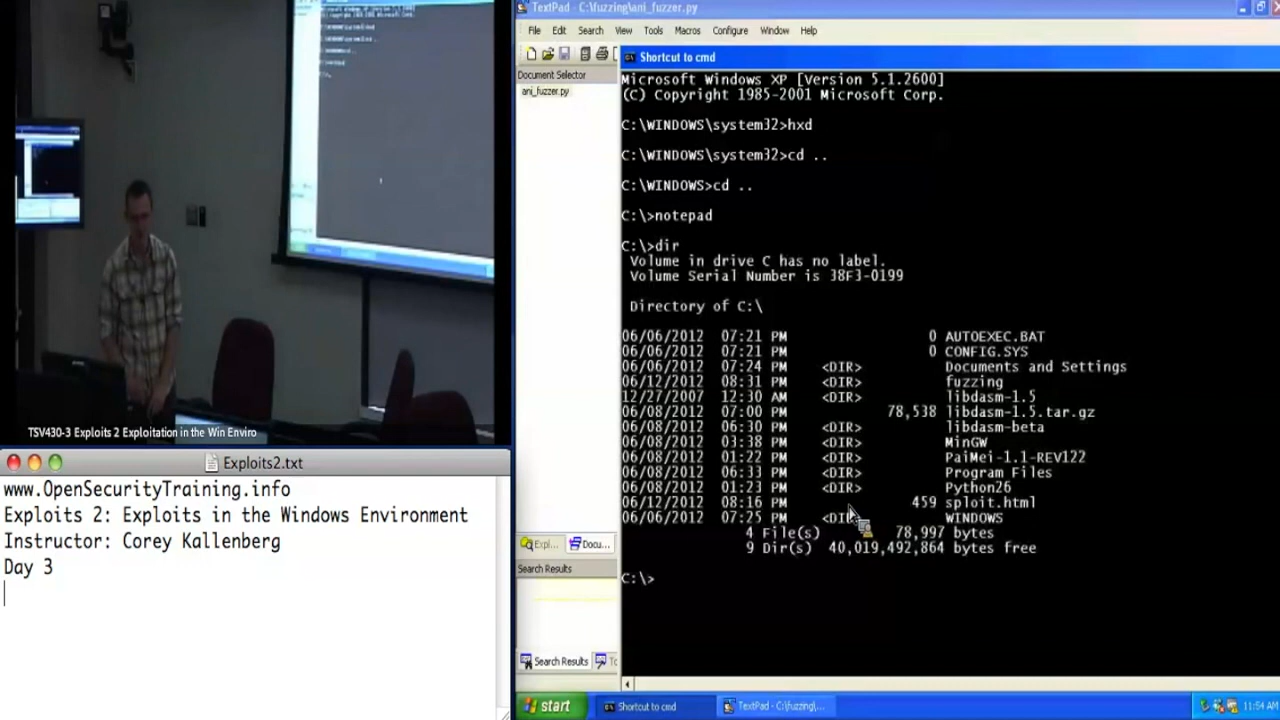 TSV430-3 Exploits 2 Exploitation in the Win Enviro
Exploits2.txt
www.OpenSecurityTraining.info
Exploits 2: Exploits in the Windows Environment
Instructor: Corey Kallenberg
Day 3
TextPad - C:\fuzzing\ani_fuzzer.py
File Edit Search View Tools Macros Configure Window Help
Document Selector
ani_fuzzer.py
Expl... Docu...
Search Results
Search Results
Shortcut to cmd
Microsoft Windows XP [Version 5.1.2600]
(C) Copyright 1985-2001 Microsoft Corp.
C:\WINDOWS\system32>hxd
C:\WINDOWS\system32>cd ..
C:\WINDOWS>cd ..
C:\>notepad
C:\>dir
Volume in drive C has no label.
Volume Serial Number is 38F3-0199
Directory of C:\
06/06/2012 07:21 PM 0 AUTOEXEC.BAT
06/06/2012 07:21 PM 0 CONFIG.SYS
06/06/2012 07:24 PM <DIR> Documents and Settings
06/12/2012 08:31 PM <DIR> fuzzing
12/27/2007 12:30 AM <DIR> libdasm-1.5
06/08/2012 07:00 PM 78,538 libdasm-1.5.tar.gz
06/08/2012 06:30 PM <DIR> libdasm-beta
06/08/2012 03:38 PM <DIR> MinGW
06/08/2012 01:22 PM <DIR> PaiMei-1.1-REV122
06/08/2012 06:33 PM <DIR> Program Files
06/08/2012 01:23 PM <DIR> Python26
06/12/2012 08:16 PM 459 sploit.html
06/06/2012 07:25 PM <DIR> WINDOWS
4 File(s) 78,997 bytes
9 Dir(s) 40,019,492,864 bytes free
C:\>
start Shortcut to cmd TextPad - C:\fuzzing\... 11:54 AM